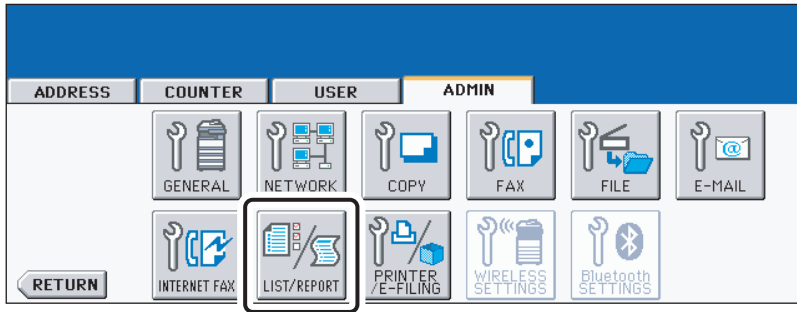 ADDRESS
COUNTER
USER
ADMIN
GENERAL
NETWORK
COPY
FAX
FILE
@
E-MAIL
INTERNET FAX
LIST/REPORT
PRINTER
/E-FILING
WIRELESS
SETTINGS
Bluetooth
SETTINGS
RETURN